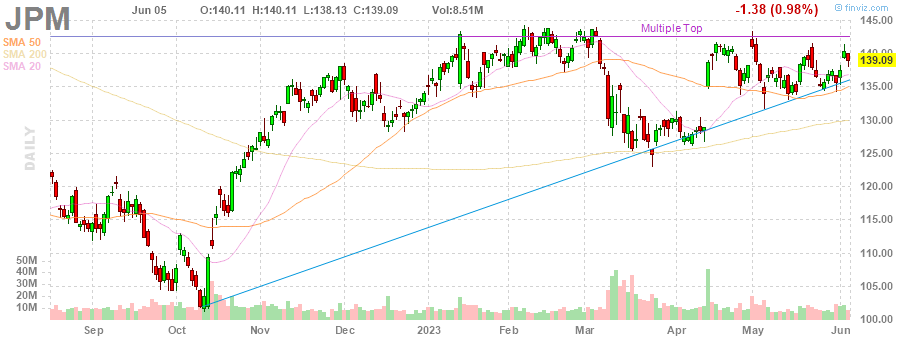 JPM Jun 05 O:140.11 H:140.11 L:138.13 C:139.09 Vol:8.51M -1.38 (0.98%) © finviz.com
SMA 50
SMA 200
SMA 20
DAILY
Multiple Top
145.00
140.00
139.09
135.00
130.00
125.00
120.00
115.00
110.00
105.00
100.00
50M
40M
30M
20M
10M
Sep Oct Nov Dec 2023 Feb Mar Apr May Jun